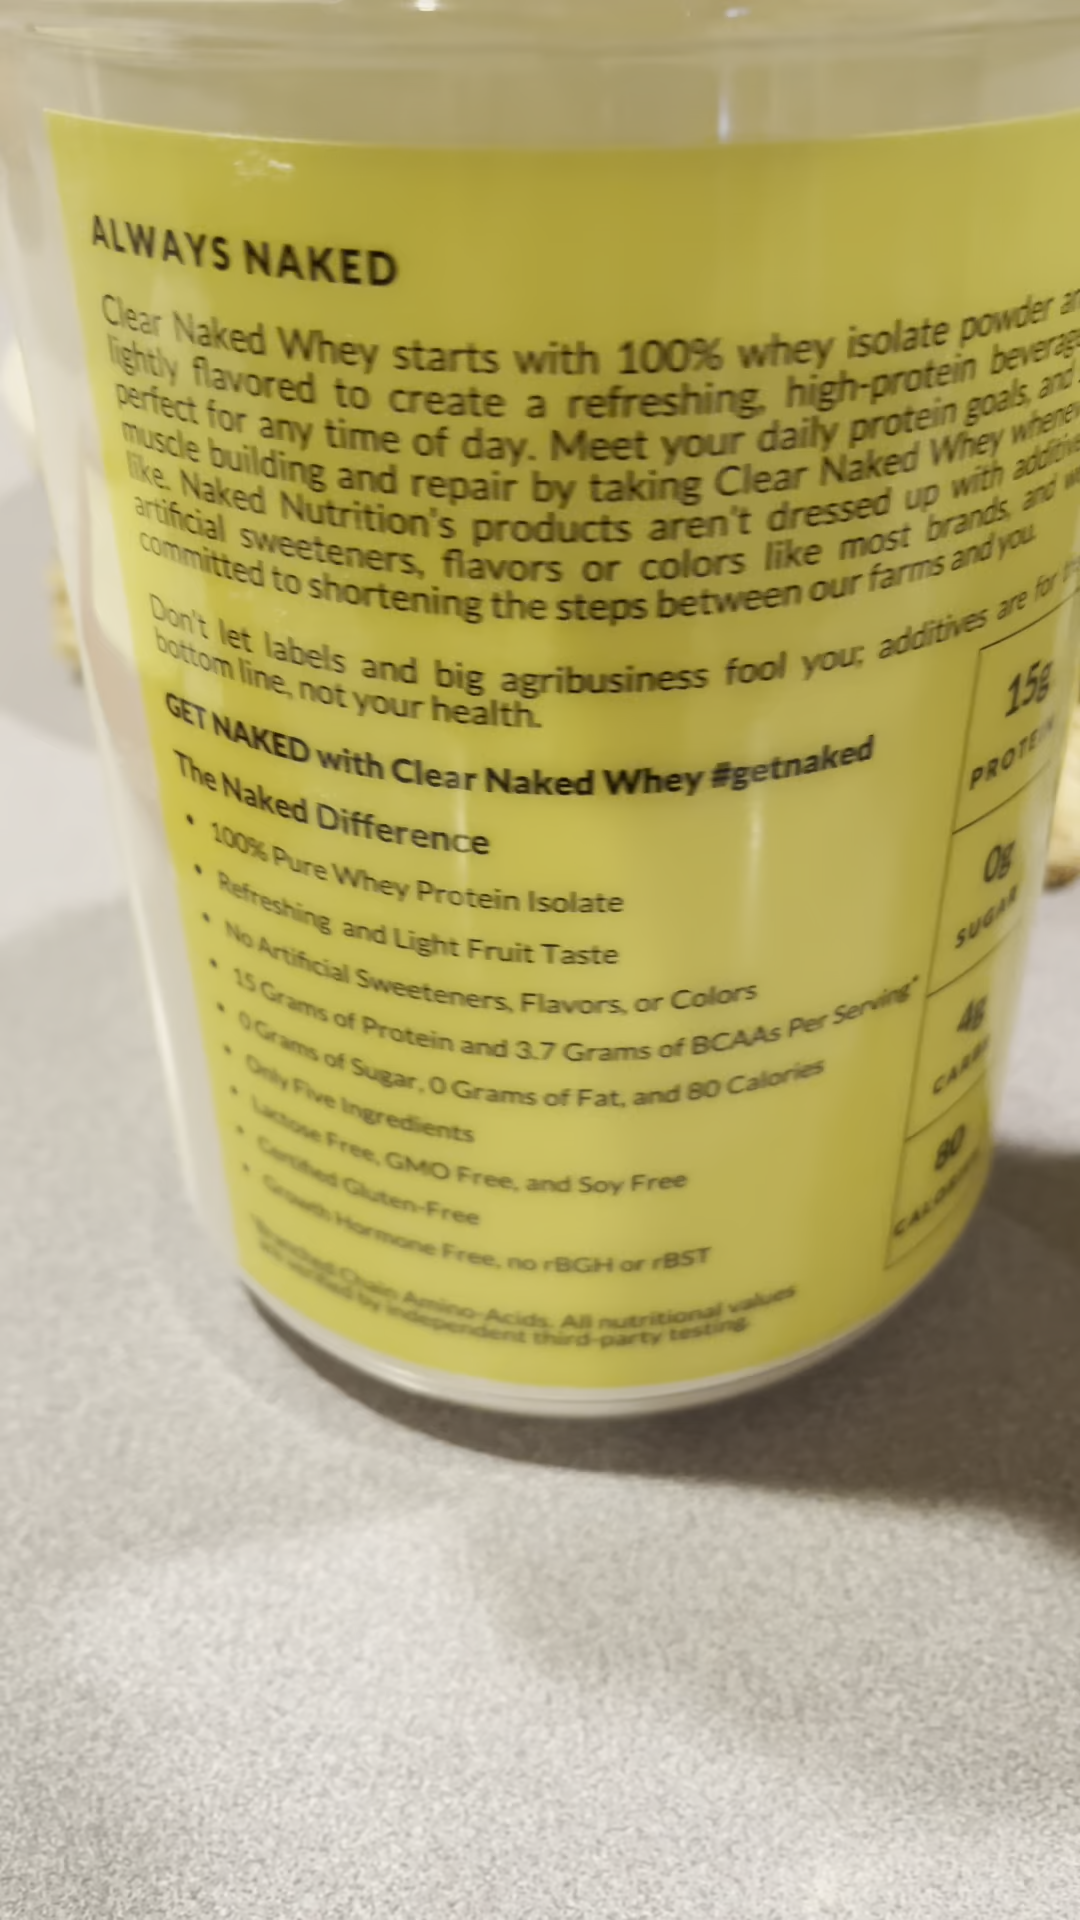 ALWAYS NAKED
Clear Naked Whey starts with 100% whey isolate powder
lightly flavored to create a refreshing, high-protein
perfect for any time of day. Meet your daily protein goals, and
muscle building and repair by taking Clear Naked Whey
like. Naked Nutrition's products aren't dressed up with
artificial sweeteners, flavors or colors like most brands, and
committed to shortening the steps between our farms and you.
Don't let labels and big agribusiness fool you; additives are for
bottom line, not your health.
GET NAKED with Clear Naked Whey #getnaked
The Naked Difference
• 100% Pure Whey Protein Isolate
• Refreshing and Light Fruit Taste
• No Artificial Sweeteners, Flavors, or Colors
• 15 Grams of Protein and 3.7 Grams of BCAAs Per Serving*
• 0 Grams of Sugar, 0 Grams of Fat, and 80 Calories
• Only Five Ingredients
• Lactose Free, GMO Free, and Soy Free
• Certified Gluten-Free
• Growth Hormone Free, no rBGH or rBST
*Branched Chain Amino-Acids. All nutritional values
are verified by independent third-party testing.
15g
PROTEIN
0g
SUGAR
4g
CARBS
80
CALORIES